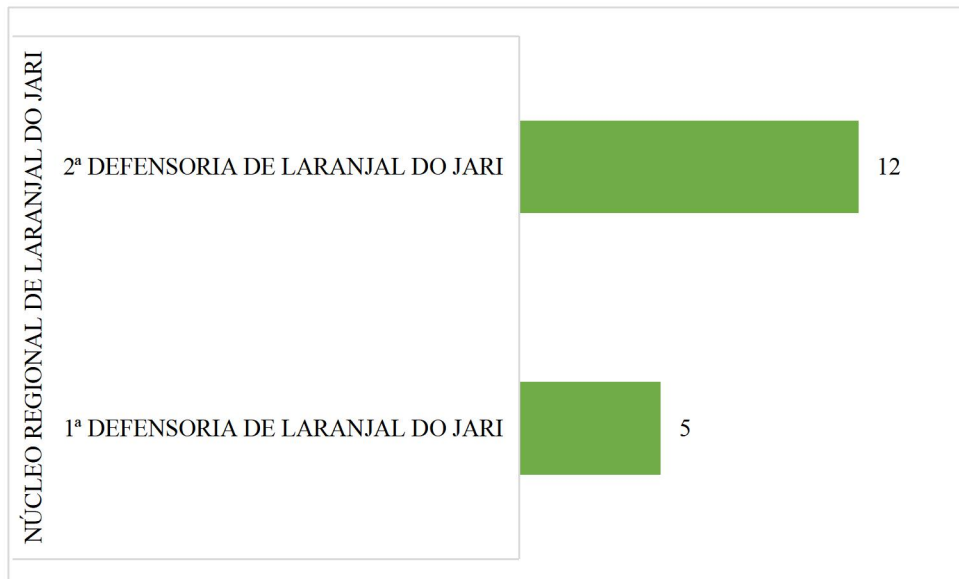 NÚCLEO REGIONAL DE LARANJAL DO JARI
2ª DEFENSORIA DE LARANJAL DO JARI
12
1ª DEFENSORIA DE LARANJAL DO JARI
5